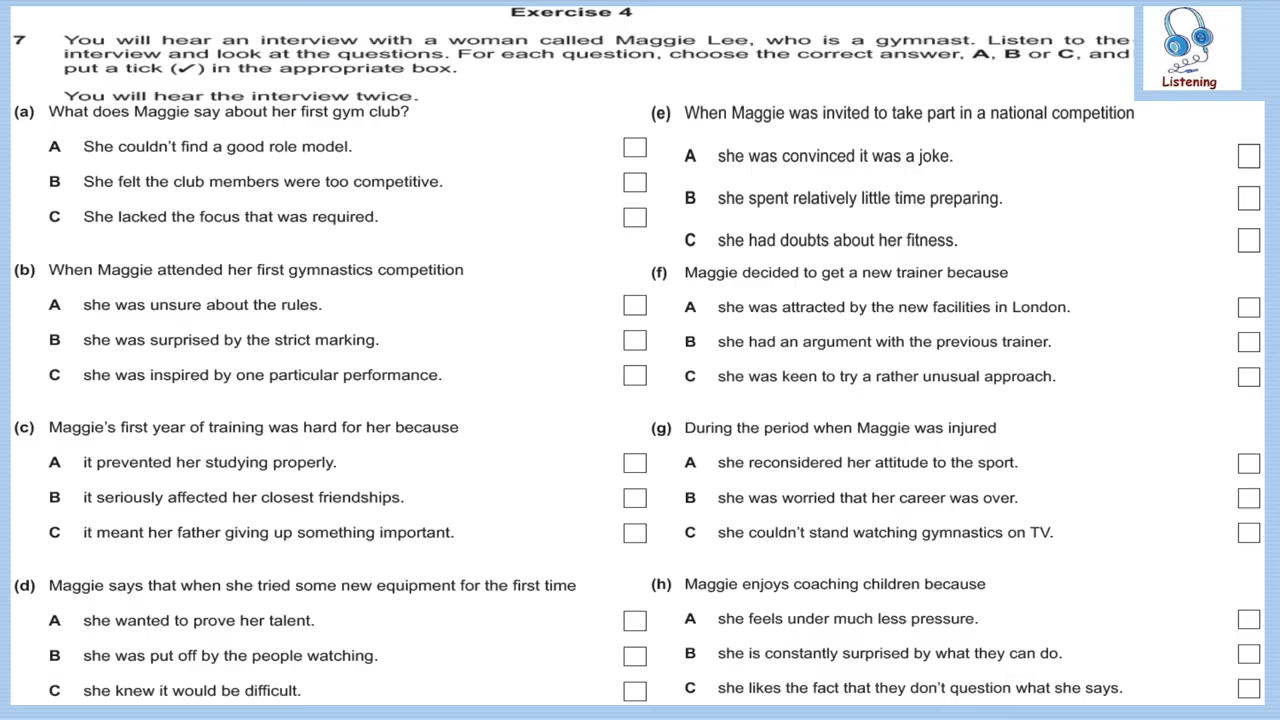 Exercise 4
7 You will hear an interview with a woman called Maggie Lee, who is a gymnast. Listen to the
interview and look at the questions. For each question, choose the correct answer, A, B or C, and
put a tick (✓) in the appropriate box.
You will hear the interview twice.
Listening
(a) What does Maggie say about her first gym club?
A She couldn't find a good role model.
B She felt the club members were too competitive.
C She lacked the focus that was required.
(b) When Maggie attended her first gymnastics competition
A she was unsure about the rules.
B she was surprised by the strict marking.
C she was inspired by one particular performance.
(c) Maggie's first year of training was hard for her because
A it prevented her studying properly.
B it seriously affected her closest friendships.
C it meant her father giving up something important.
(d) Maggie says that when she tried some new equipment for the first time
A she wanted to prove her talent.
B she was put off by the people watching.
C she knew it would be difficult.
(e) When Maggie was invited to take part in a national competition
A she was convinced it was a joke.
B she spent relatively little time preparing.
C she had doubts about her fitness.
(f) Maggie decided to get a new trainer because
A she was attracted by the new facilities in London.
B she had an argument with the previous trainer.
C she was keen to try a rather unusual approach.
(g) During the period when Maggie was injured
A she reconsidered her attitude to the sport.
B she was worried that her career was over.
C she couldn't stand watching gymnastics on TV.
(h) Maggie enjoys coaching children because
A she feels under much less pressure.
B she is constantly surprised by what they can do.
C she likes the fact that they don't question what she says.